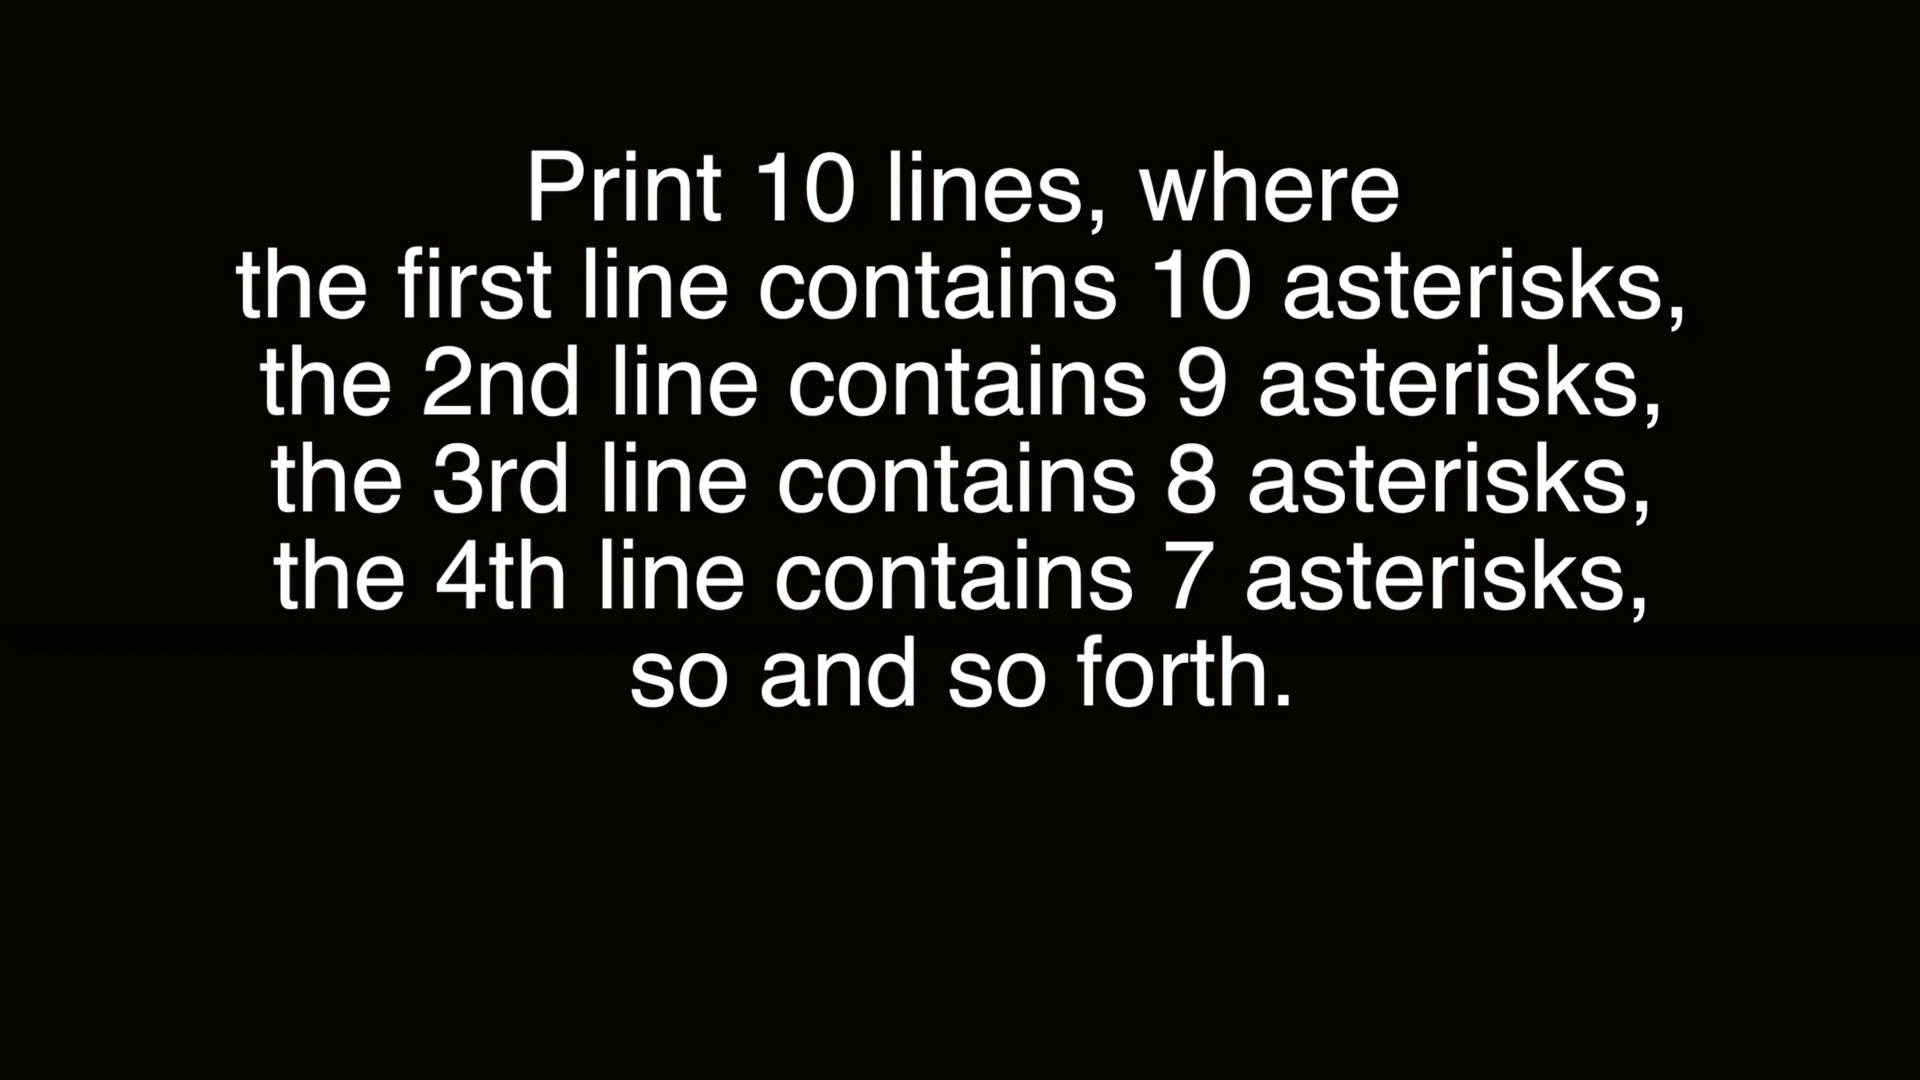 Print 10 lines, where
the first line contains 10 asterisks,
the 2nd line contains 9 asterisks,
the 3rd line contains 8 asterisks,
the 4th line contains 7 asterisks,
so and so forth.